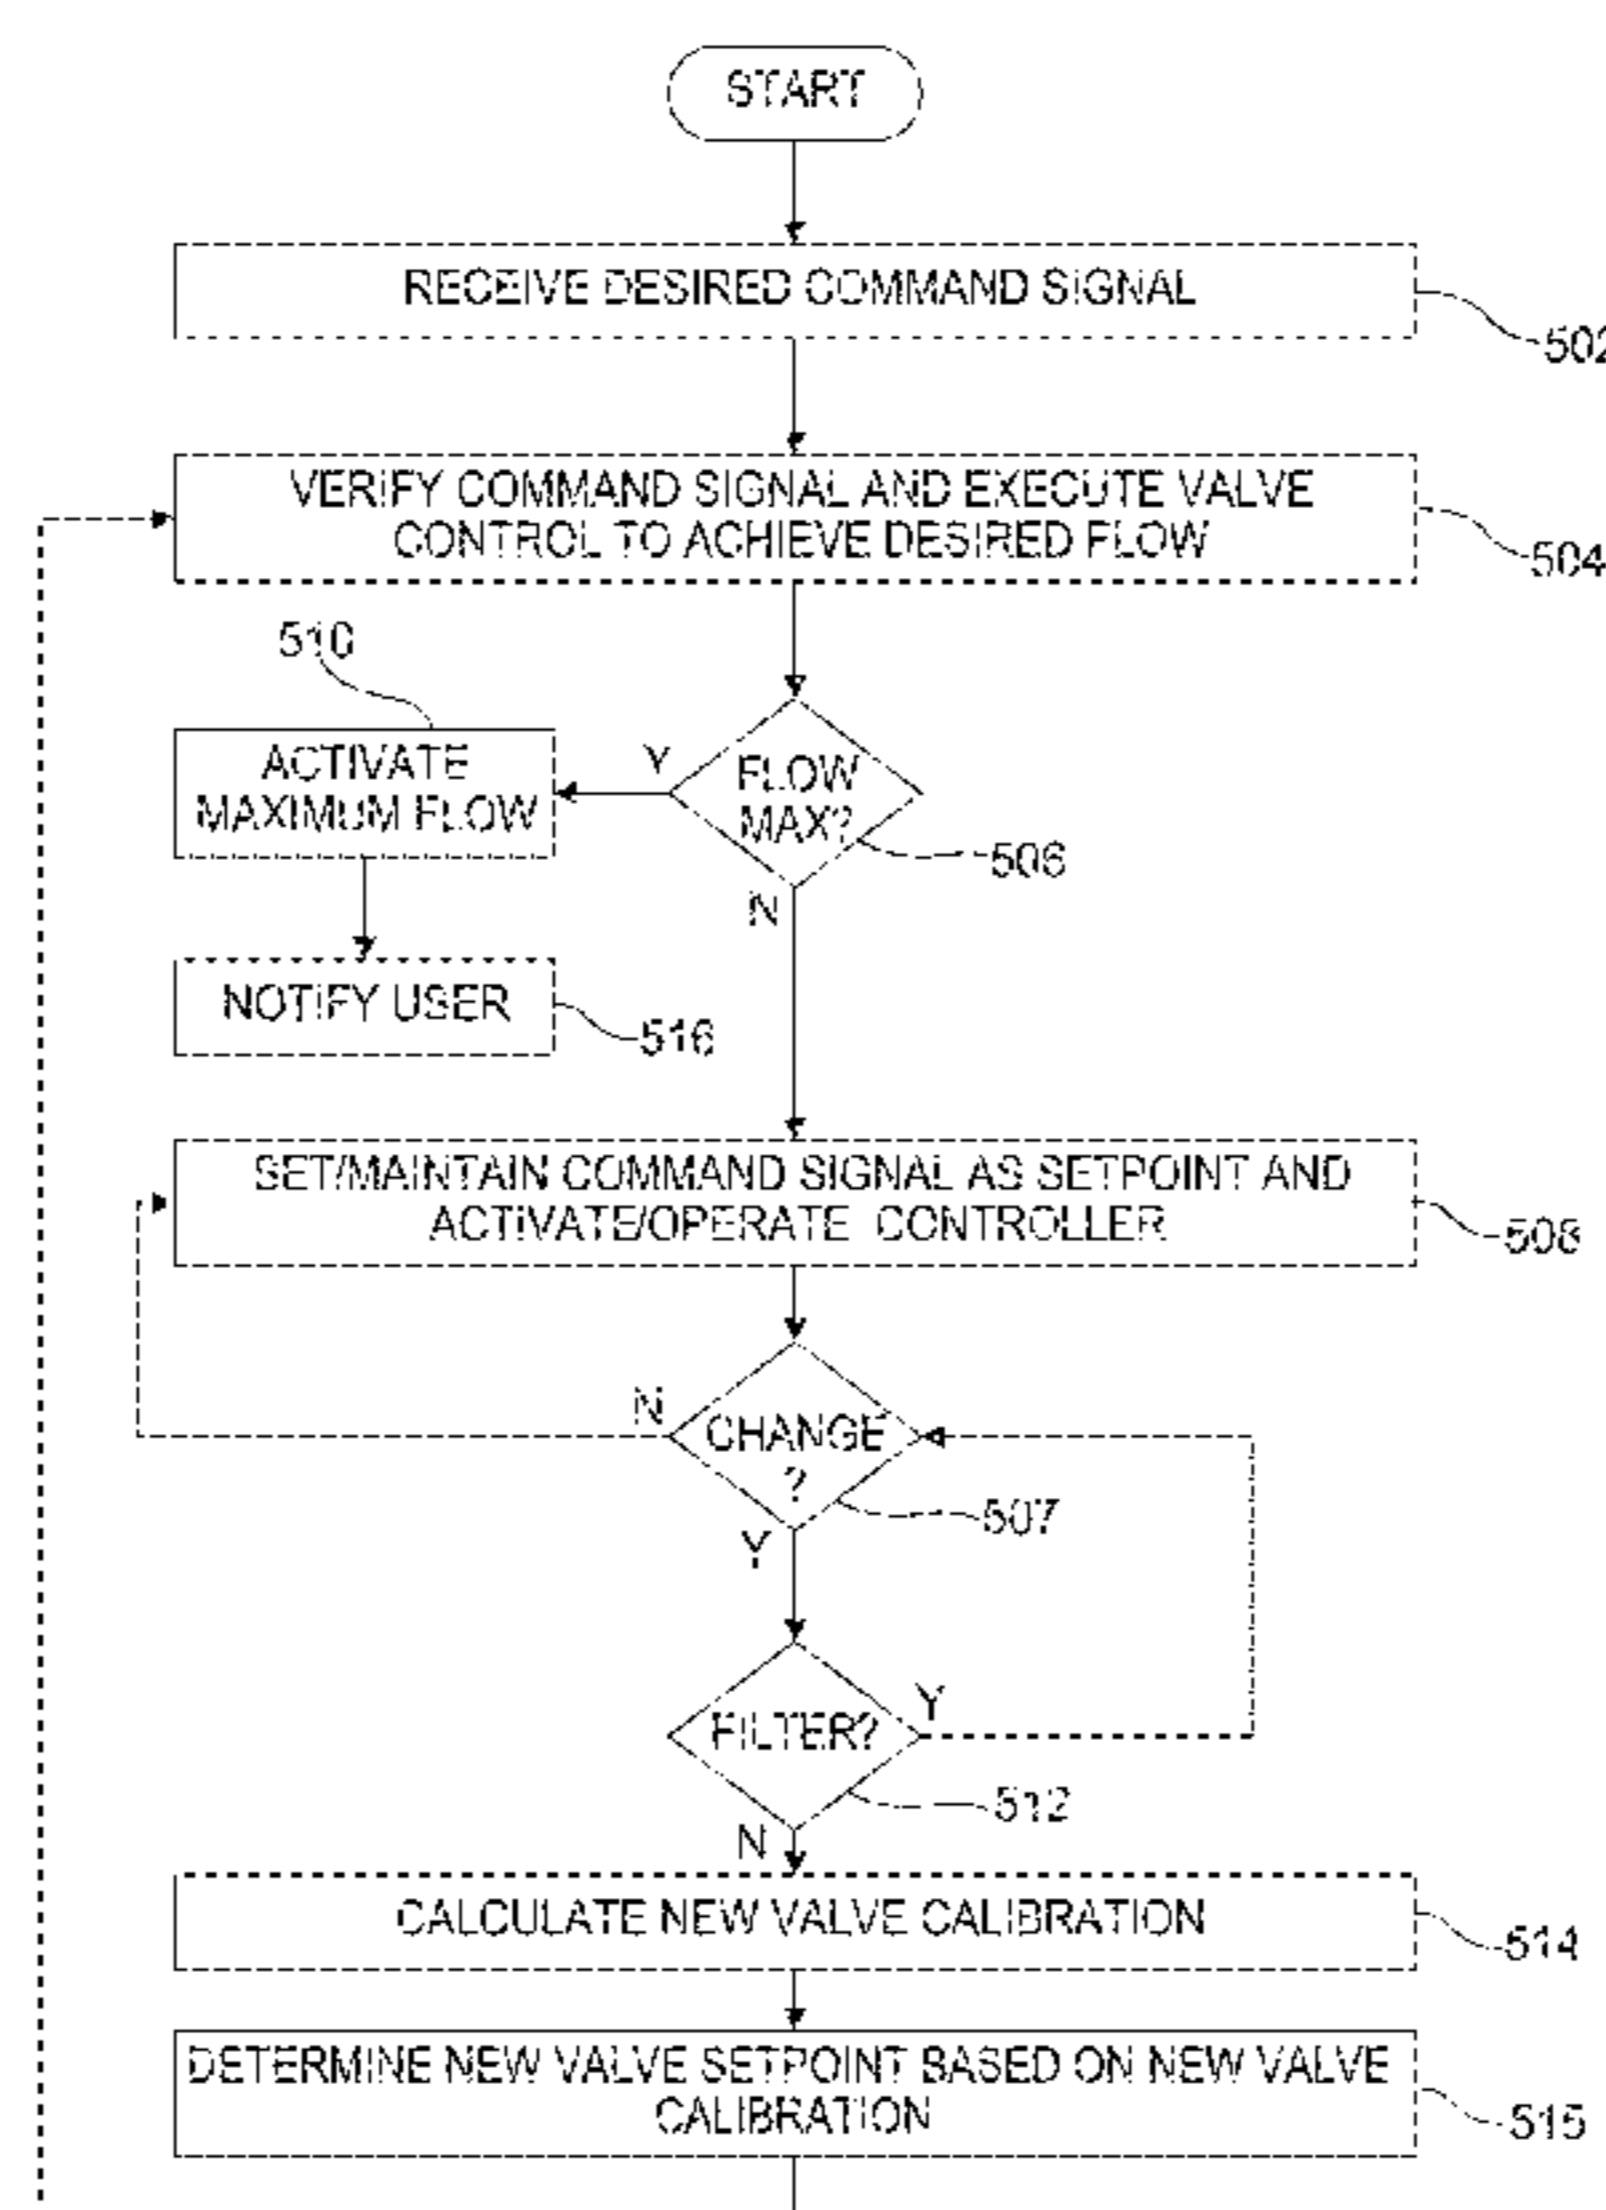 START
RECEIVE DESIRED COMMAND SIGNAL
502
VERIFY COMMAND SIGNAL AND EXECUTE VALVE
CONTROL TO ACHIEVE DESIRED FLOW
504
510
ACTIVATE
MAXIMUM FLOW
Y
FLOW
MAX?
506
N
NOTIFY USER
516
SET/MAINTAIN COMMAND SIGNAL AS SETPOINT AND
ACTIVATE/OPERATE CONTROLLER
508
N
CHANGE
?
507
Y
FILTER?
Y
512
N
CALCULATE NEW VALVE CALIBRATION
514
DETERMINE NEW VALVE SETPOINT BASED ON NEW VALVE
CALIBRATION
515